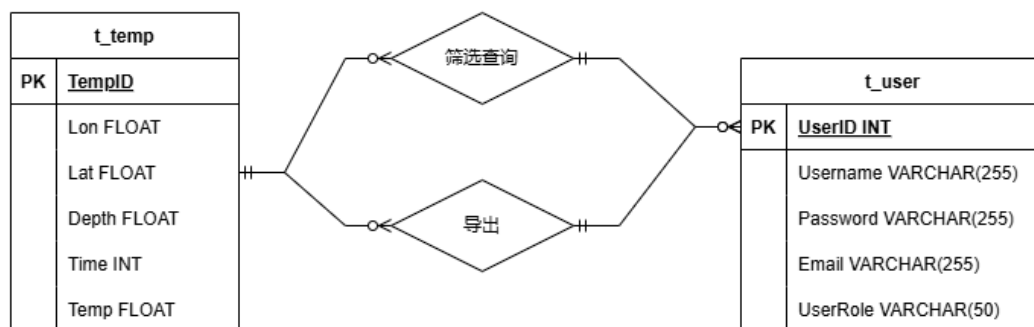 t_temp
PK TempID
Lon FLOAT
Lat FLOAT
Depth FLOAT
Time INT
Temp FLOAT
筛选查询
导出
t_user
PK UserID INT
Username VARCHAR(255)
Password VARCHAR(255)
Email VARCHAR(255)
UserRole VARCHAR(50)